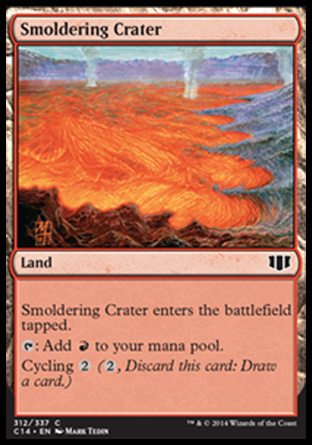 Smoldering Crater
Land
Smoldering Crater enters the battlefield
tapped.
: Add to your mana pool.
Cycling 2 (2, Discard this card: Draw
a card.)
312/337 C
C14 • EN Mark Tedin
™ & © 2014 Wizards of the Coast